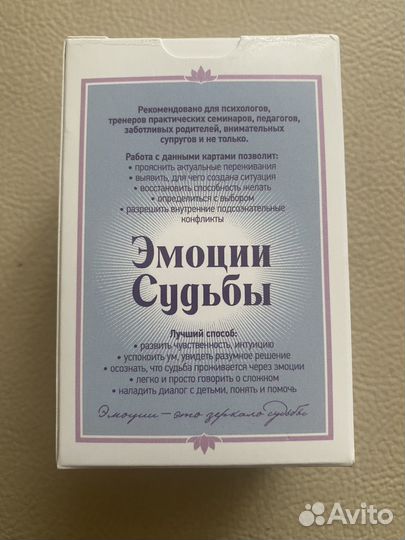 Рекомендовано для психологов,
тренеров практических семинаров, педагогов,
заботливых родителей, внимательных
супругов и не только.
Работа с данными картами позволит:
• прояснить актуальные переживания
• выявить, для чего создана ситуация
• восстановить способность желать
• определиться с выбором
• разрешить внутренние подсознательные
конфликты
Эмоции
Судьбы
Лучший способ:
• развить чувственность, интуицию
• успокоить ум, увидеть разумное решение
• осознать, что судьба проживается через эмоции
• легко и просто говорить о сложном
• наладить диалог с детьми, понять и помочь
Эмоции – это зеркало судьбы
Avito